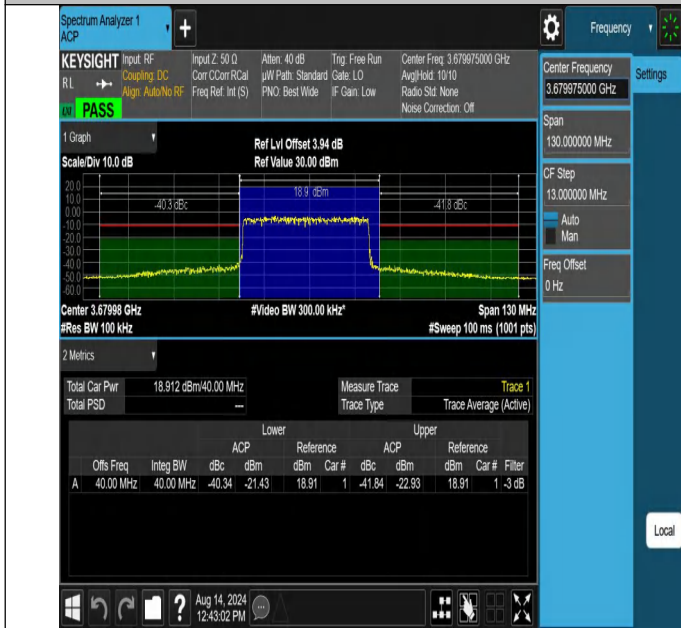 Spectrum Analyzer 1
ACP
Frequency
KEYSIGHT Input: RF
Coupling: DC
Align: Auto/No RF
Input Z: 50 Ω
Corr CCorr RCal
Freq Ref: Int (S)
Atten: 40 dB
µW Path: Standard
PNO: Best Wide
Trig: Free Run
Gate: LO
IF Gain: Low
Center Freq: 3.679975000 GHz
Avg|Hold: 10/10
Radio Std: None
Noise Correction: Off
RL
PASS
Center Frequency
3.679975000 GHz
Settings
Span
130.000000 MHz
CF Step
13.000000 MHz
Auto
Man
Freq Offset
0 Hz
1 Graph
Scale/Div 10.0 dB
Ref Lvl Offset 3.94 dB
Ref Value 30.00 dBm
20.0
10.0
0.00
-10.0
-20.0
-30.0
-40.0
-50.0
-60.0
-40.3 dBc
18.9 dBm
-41.8 dBc
Center 3.67998 GHz
#Video BW 300.00 kHz*
Span 130 MHz
#Res BW 100 kHz
#Sweep 100 ms (1001 pts)
2 Metrics
Total Car Pwr 18.912 dBm/40.00 MHz
Total PSD ---
Measure Trace Trace 1
Trace Type Trace Average (Active)
Lower Upper
ACP Reference ACP Reference
Offs Freq Integ BW dBc dBm dBm Car # dBc dBm dBm Car # Filter
A 40.00 MHz 40.00 MHz -40.34 -21.43 18.91 1 -41.84 -22.93 18.91 1 -3 dB
Local
?
Aug 14, 2024
12:43:02 PM